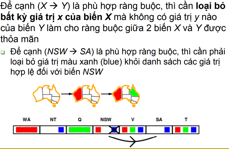 Để cạnh (X → Y) là phù hợp ràng buộc, thì cần loại bỏ
bất kỳ giá trị x của biến X mà không có giá trị y nào
của biến Y làm cho ràng buộc giữa 2 biến X và Y được
thỏa mãn
Để cạnh (NSW → SA) là phù hợp ràng buộc, thì cần phải
loại bỏ giá trị màu xanh (blue) khỏi danh sách các giá trị
hợp lệ đối với biến NSW
WA NT Q NSW V SA T